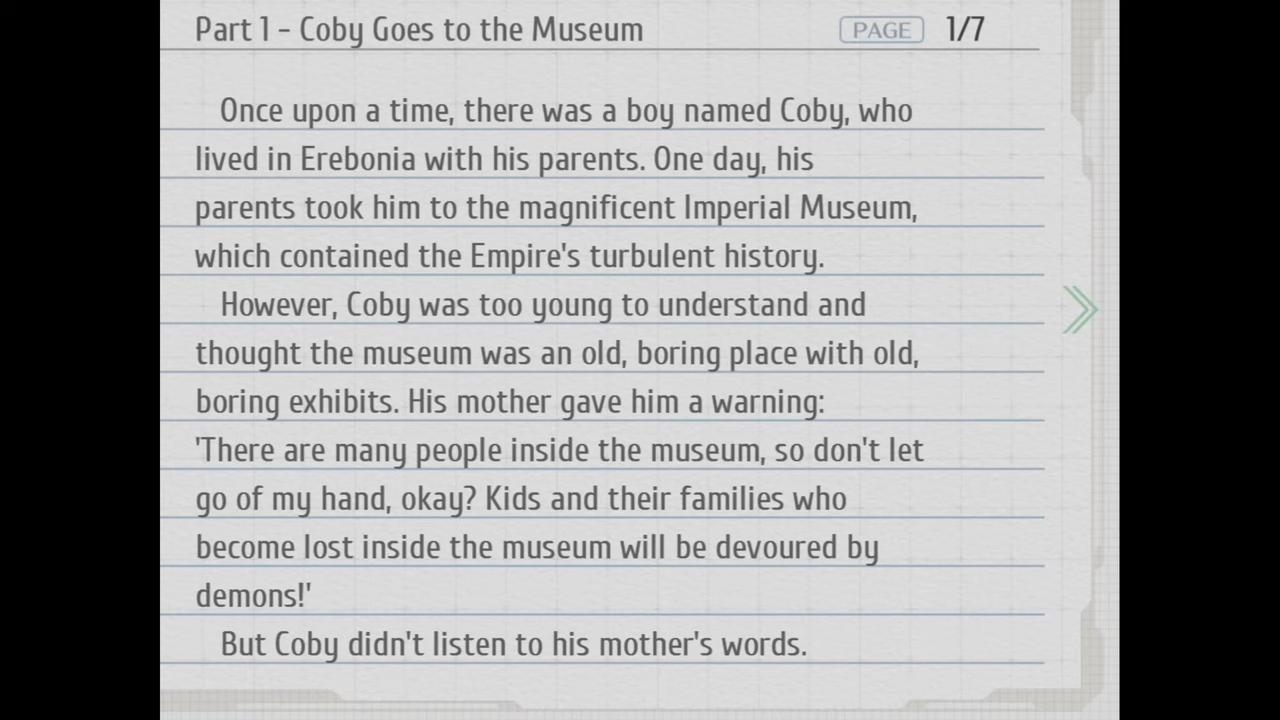 Part 1 - Coby Goes to the Museum PAGE 1/7
Once upon a time, there was a boy named Coby, who
lived in Erebonia with his parents. One day, his
parents took him to the magnificent Imperial Museum,
which contained the Empire's turbulent history.
However, Coby was too young to understand and
thought the museum was an old, boring place with old,
boring exhibits. His mother gave him a warning:
'There are many people inside the museum, so don't let
go of my hand, okay? Kids and their families who
become lost inside the museum will be devoured by
demons!'
But Coby didn't listen to his mother's words.